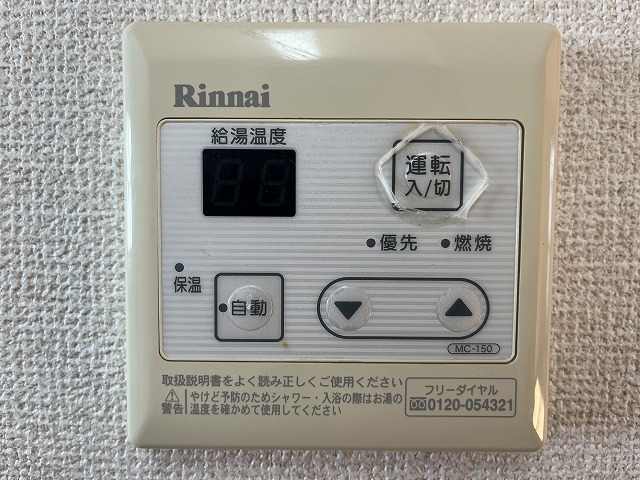 Rinnai
給湯温度
運転
入/切
優先
燃焼
保温
自動
MC-150
取扱説明書をよく読み正しくご使用ください
警告
やけど予防のためシャワー・入浴の際はお湯の
温度を確かめて使用してください
フリーダイヤル
0120-054321